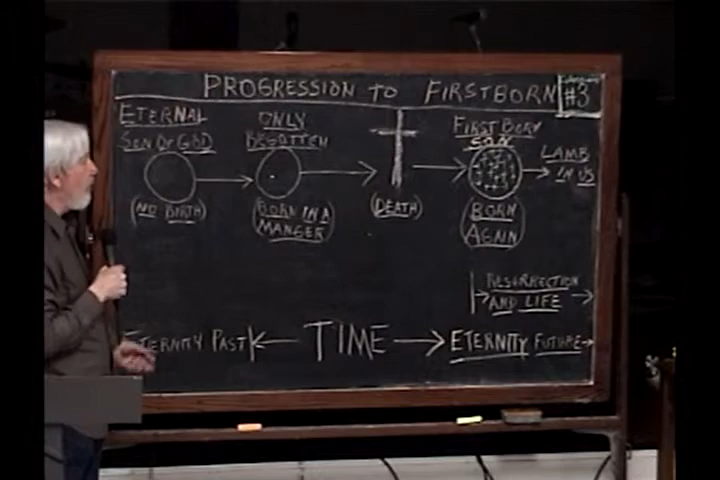 PROGRESSION TO FIRSTBORN
#3
ETERNAL
SON OF GOD
(NO BIRTH)
ONLY
BEGOTTEN
(BORN IN A
MANGER)
(DEATH)
FIRST BORN
SON
(BORN
AGAIN)
LAMB
IN US
RESURRECTION
AND LIFE
ETERNITY PAST
TIME
ETERNITY FUTURE